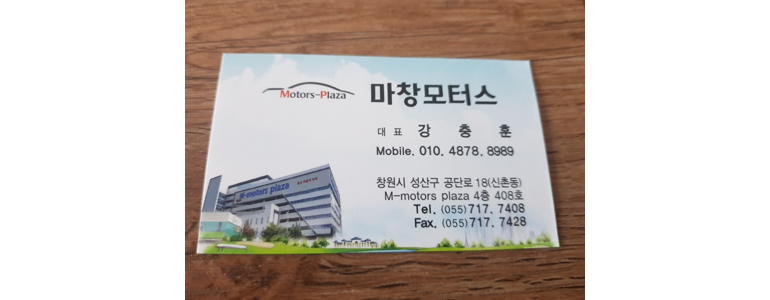 Motors-Plaza
마창모터스
대 표 강 충 훈
Mobile. 010. 4878. 8989
창원시 성산구 공단로 18(신촌동)
M-motors plaza 4층 408호
Tel. (055)717. 7408
Fax. (055)717. 7428
M-motors plaza